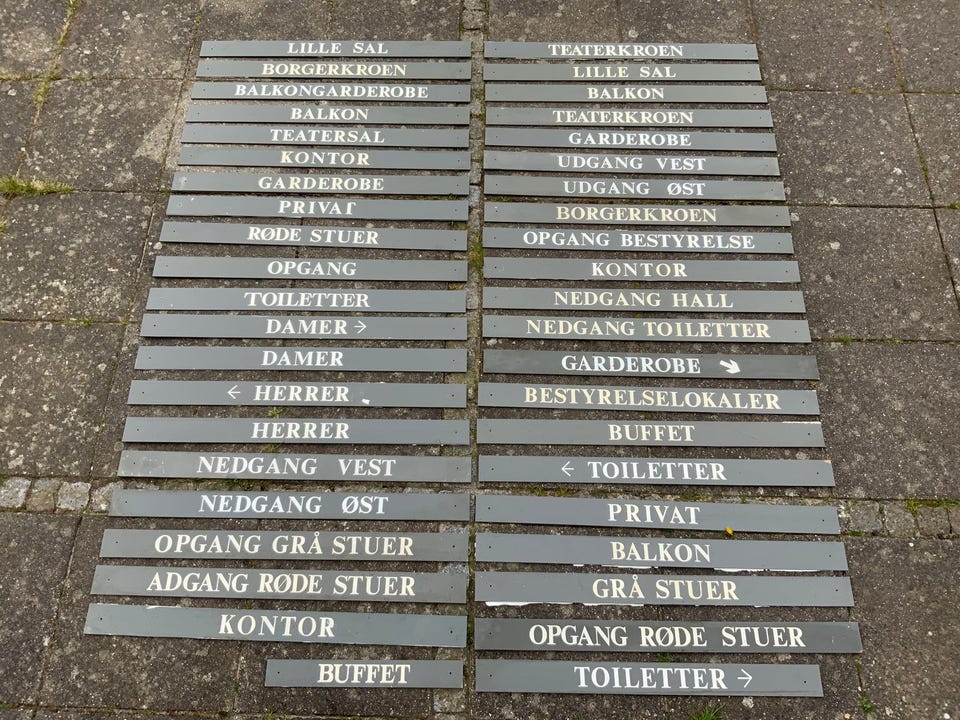 LILLE SAL
BORGERKROEN
BALKONGARDEROBE
BALKON
TEATERSAL
KONTOR
GARDEROBE
PRIVAT
RØDE STUER
OPGANG
TOILETTER
DAMER →
DAMER
← HERRER
HERRER
NEDGANG VEST
NEDGANG ØST
OPGANG GRÅ STUER
ADGANG RØDE STUER
KONTOR
BUFFET
TEATERKROEN
LILLE SAL
BALKON
TEATERKROEN
GARDEROBE
UDGANG VEST
UDGANG ØST
BORGERKROEN
OPGANG BESTYRELSE
KONTOR
NEDGANG HALL
NEDGANG TOILETTER
GARDEROBE ↘
BESTYRELSELOKALER
BUFFET
← TOILETTER
PRIVAT
BALKON
GRÅ STUER
OPGANG RØDE STUER
TOILETTER →